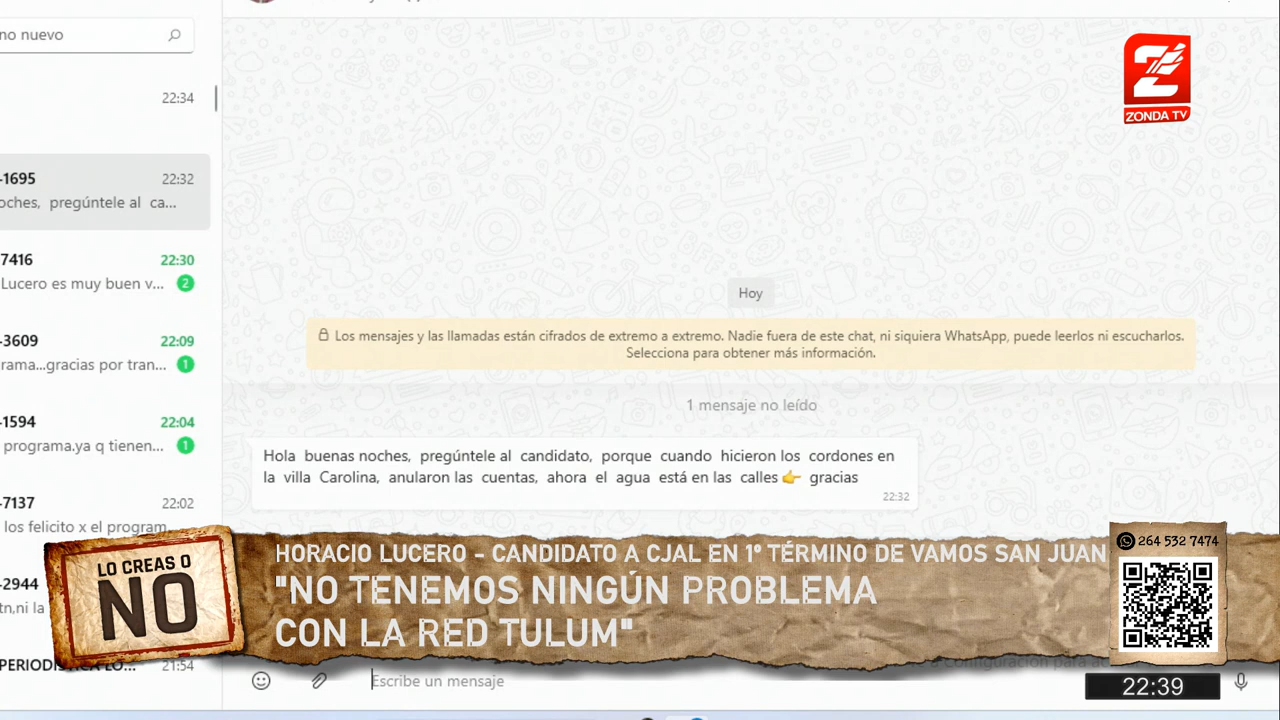 no nuevo
22:34
-1695 22:32
oches, pregúntele al ca...
7416 22:30
Lucero es muy buen v... 2
-3609 22:09
rama...gracias por tran... 1
-1594 22:04
programa.ya q tienen... 1
-7137 22:02
los felicito x el program
-2944
tn,ni la
PERIODIS
21:54
ZONDA TV
Hoy
Los mensajes y las llamadas están cifrados de extremo a extremo. Nadie fuera de este chat, ni siquiera WhatsApp, puede leerlos ni escucharlos.
Selecciona para obtener más información.
1 mensaje no leído
Hola buenas noches, pregúntele al candidato, porque cuando hicieron los cordones en
la villa Carolina, anularon las cuentas, ahora el agua está en las calles 👉 gracias
22:32
LO CREAS O
NO
HORACIO LUCERO - CANDIDATO A CJAL EN 1º TÉRMINO DE VAMOS SAN JUAN
"NO TENEMOS NINGÚN PROBLEMA
CON LA RED TULUM"
264 532 7474
Escribe un mensaje
22:39